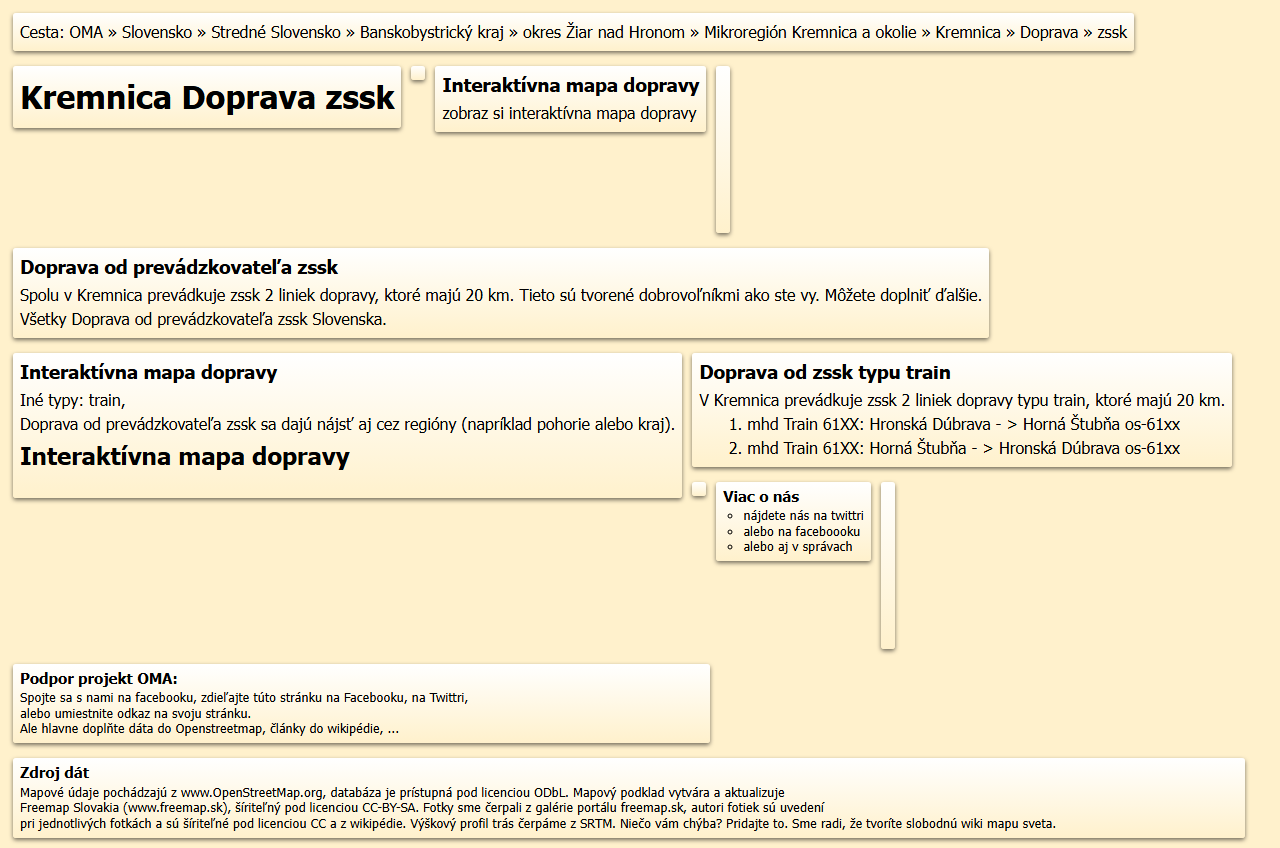 Cesta: OMA » Slovensko » Stredné Slovensko » Banskobystrický kraj » okres Žiar nad Hronom » Mikroregión Kremnica a okolie » Kremnica » Doprava » zssk
Kremnica Doprava zssk
Interaktívna mapa dopravy
zobraz si interaktívna mapa dopravy
Doprava od prevádzkovateľa zssk
Spolu v Kremnica prevádkuje zssk 2 liniek dopravy, ktoré majú 20 km. Tieto sú tvorené dobrovoľníkmi ako ste vy. Môžete doplniť ďalšie.
Všetky Doprava od prevádzkovateľa zssk Slovenska.
Interaktívna mapa dopravy
Iné typy: train,
Doprava od prevádzkovateľa zssk sa dajú nájsť aj cez regióny (napríklad pohorie alebo kraj).
Interaktívna mapa dopravy
Doprava od zssk typu train
V Kremnica prevádkuje zssk 2 liniek dopravy typu train, ktoré majú 20 km.
1. mhd Train 61XX: Hronská Dúbrava - > Horná Štubňa os-61xx
2. mhd Train 61XX: Horná Štubňa - > Hronská Dúbrava os-61xx
Viac o nás
nájdete nás na twittri
alebo na faceboooku
alebo aj v správach
Podpor projekt OMA:
Spojte sa s nami na facebooku, zdieľajte túto stránku na Facebooku, na Twittri,
alebo umiestnite odkaz na svoju stránku.
Ale hlavne doplňte dáta do Openstreetmap, články do wikipédie, ...
Zdroj dát
Mapové údaje pochádzajú z www.OpenStreetMap.org, databáza je prístupná pod licenciou ODbL. Mapový podklad vytvára a aktualizuje
Freemap Slovakia (www.freemap.sk), šíriteľný pod licenciou CC-BY-SA. Fotky sme čerpali z galérie portálu freemap.sk, autori fotiek sú uvedení
pri jednotlivých fotkách a sú šíriteľné pod licenciou CC a z wikipédie. Výškový profil trás čerpáme z SRTM. Niečo vám chýba? Pridajte to. Sme radi, že tvoríte slobodnú wiki mapu sveta.